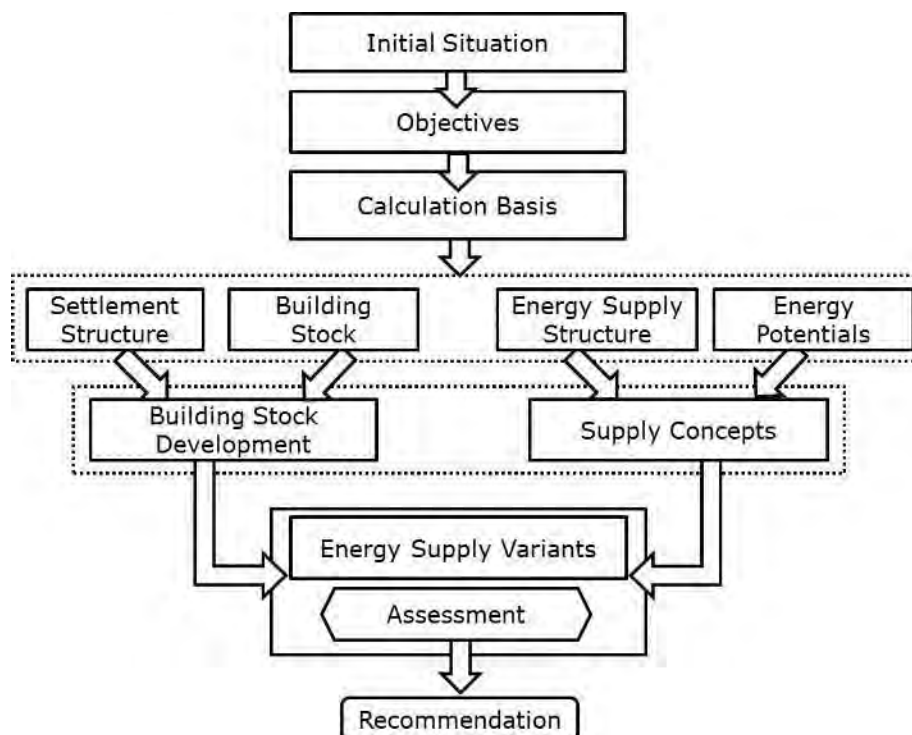 Initial Situation
Objectives
Calculation Basis
Settlement
Structure
Building
Stock
Energy Supply
Structure
Energy
Potentials
Building Stock
Development
Supply Concepts
Energy Supply Variants
Assessment
Recommendation